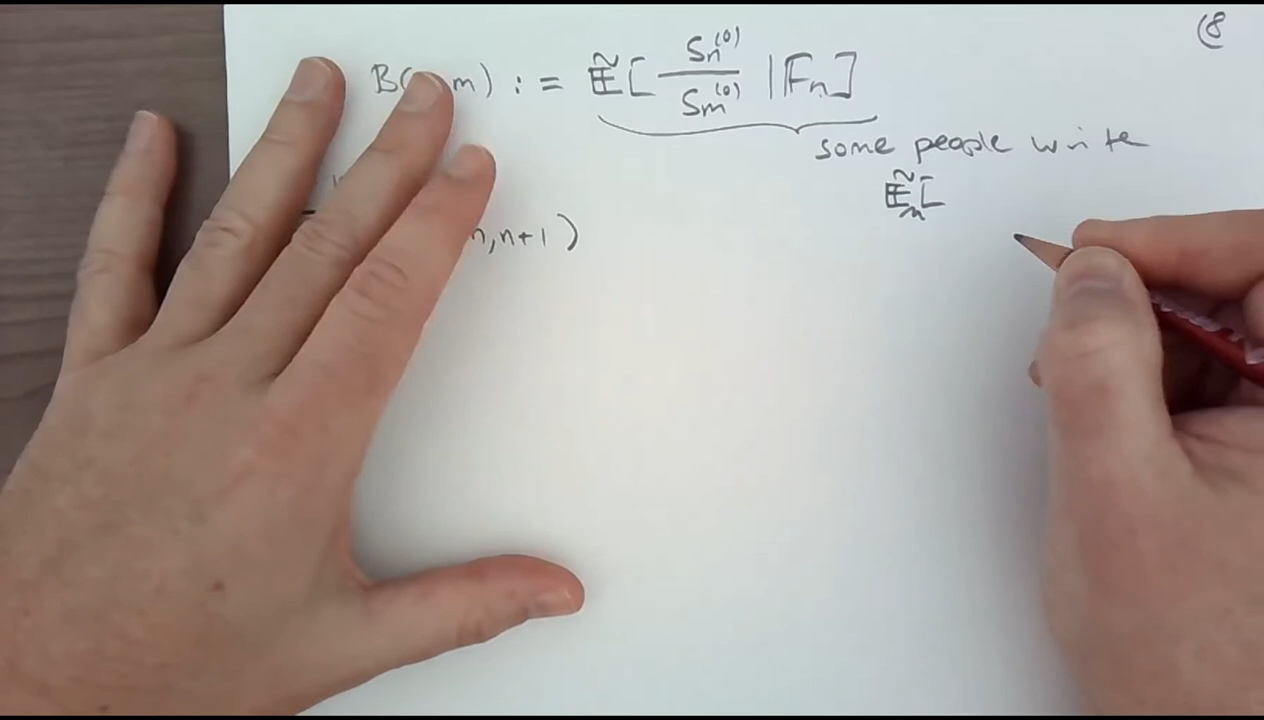 (8
B( m) := Ẽ[ Sn^(0) / Sm^(0) | Fn ]
some people write
Ẽn[
n,n+1)